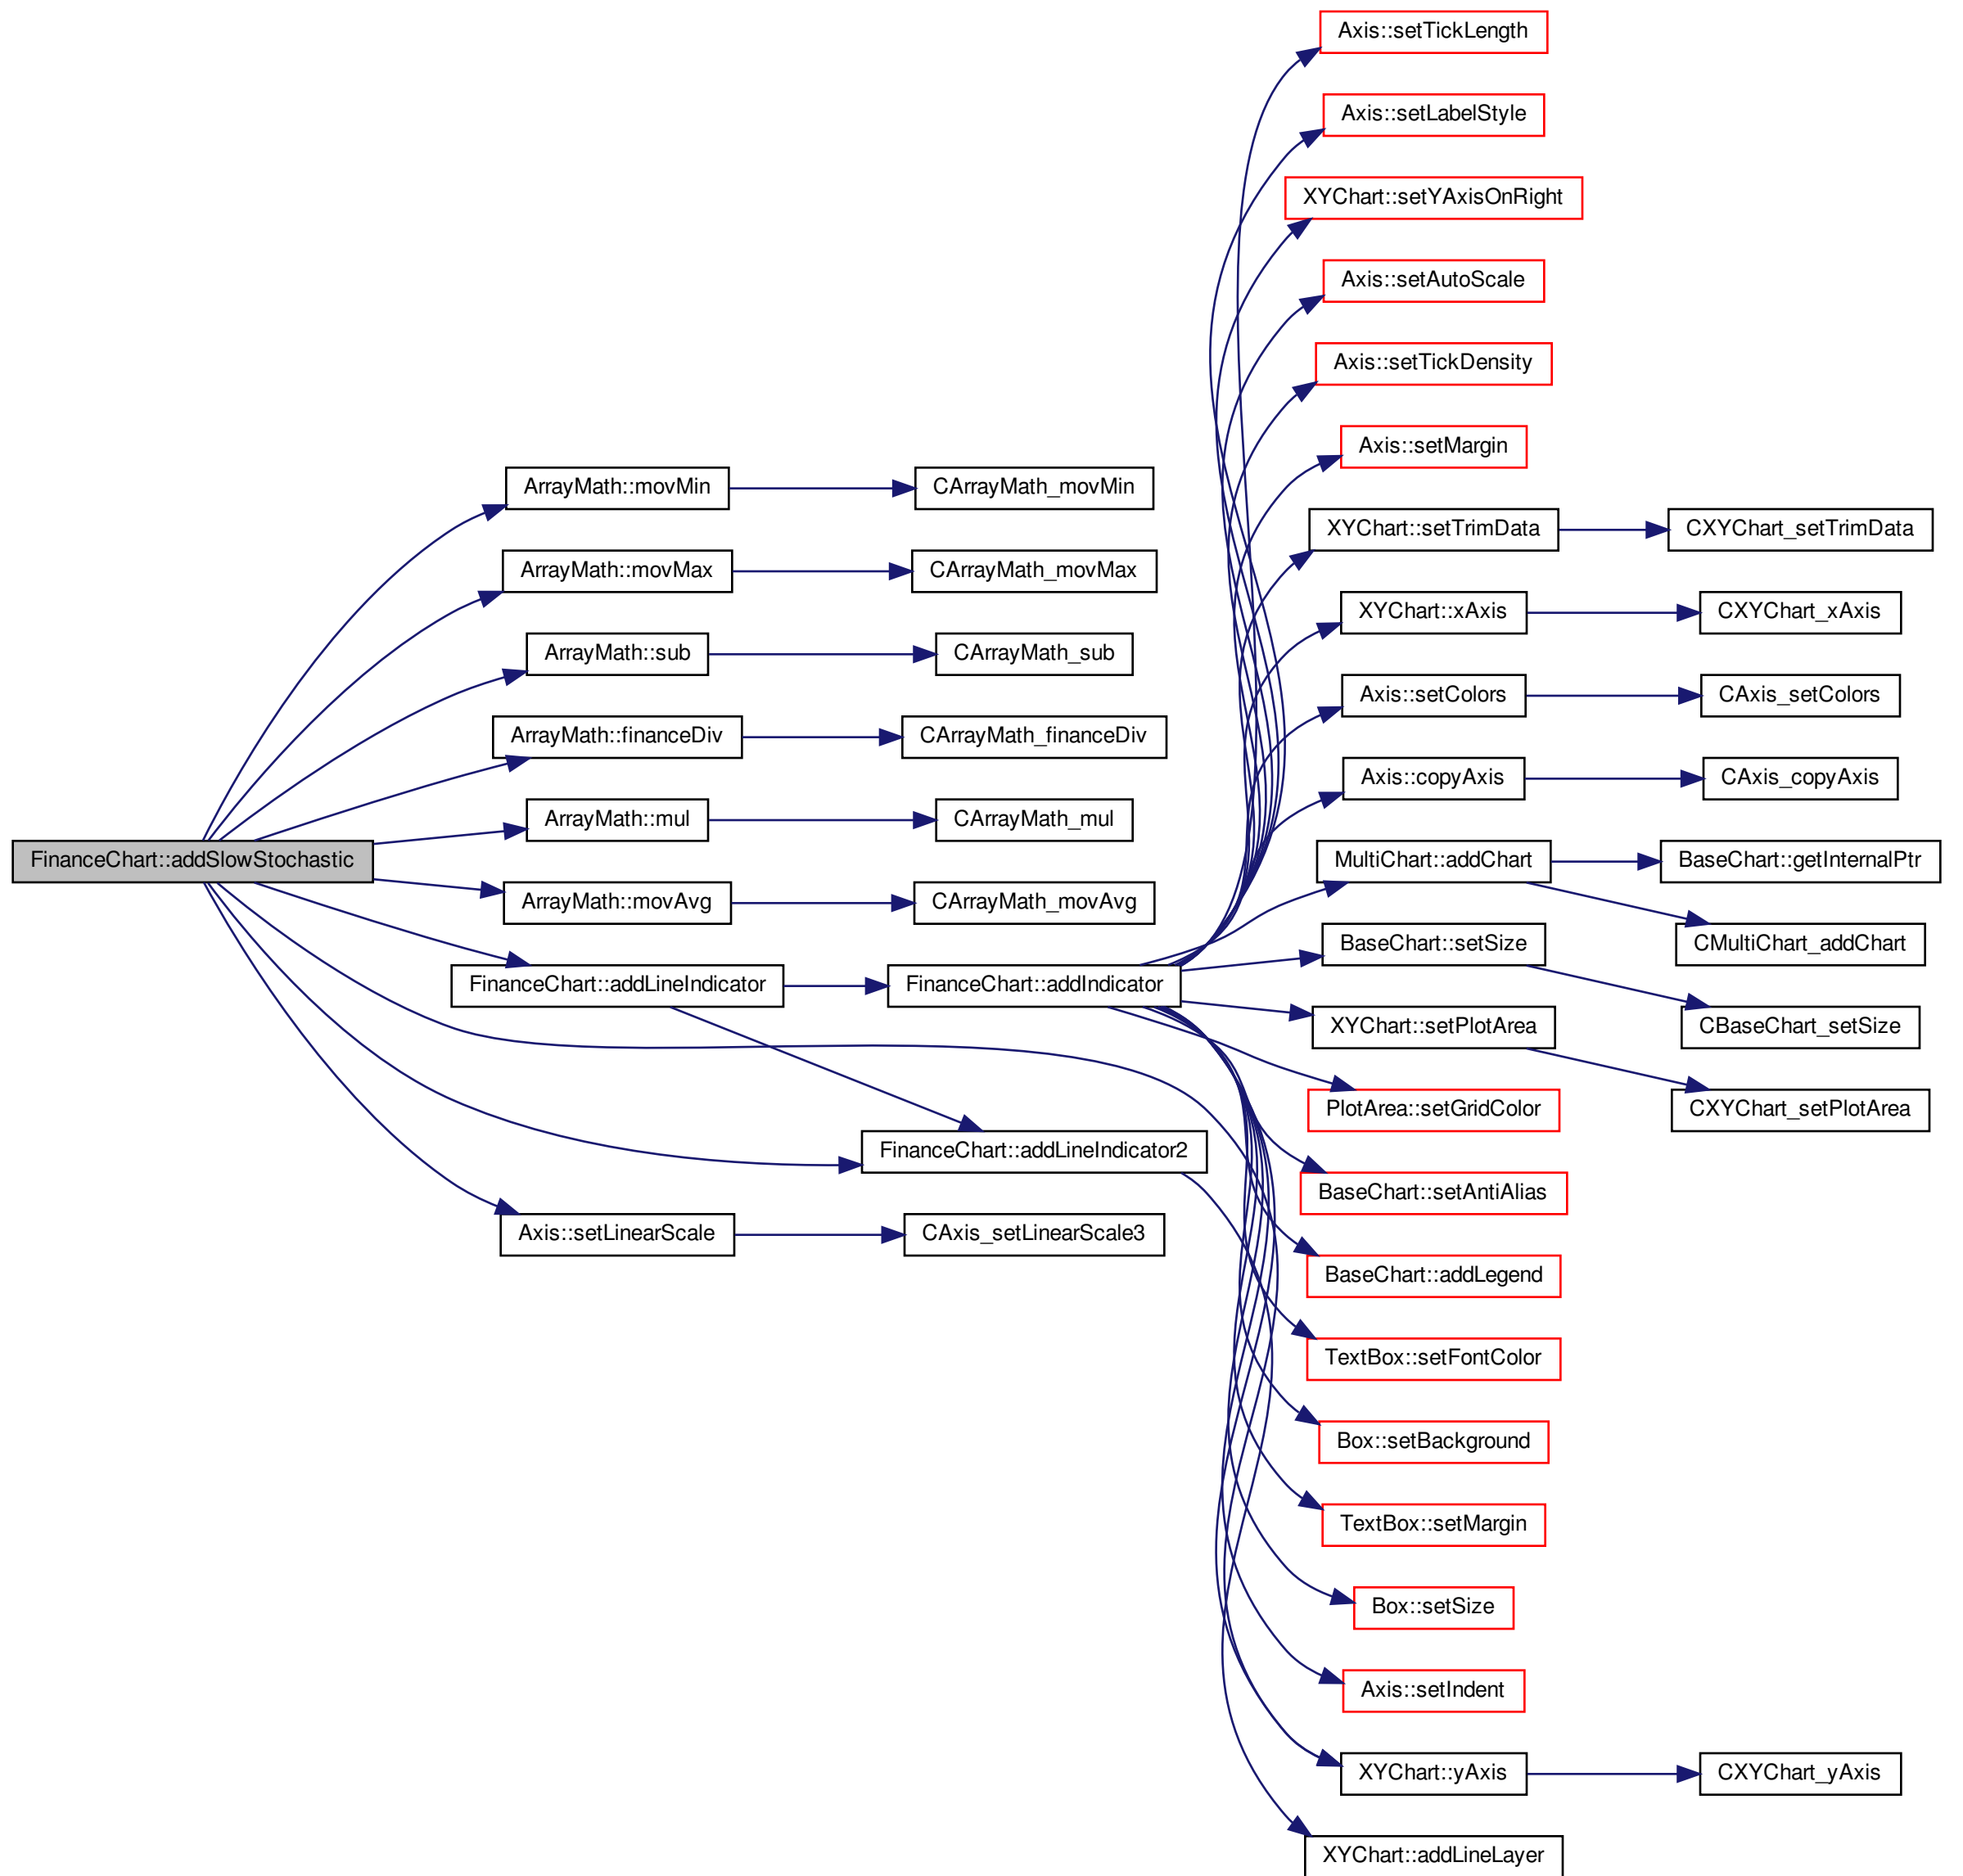 Axis::setTickLength
Axis::setLabelStyle
XYChart::setYAxisOnRight
Axis::setAutoScale
Axis::setTickDensity
Axis::setMargin
ArrayMath::movMin
CArrayMath_movMin
XYChart::setTrimData
CXYChart_setTrimData
ArrayMath::movMax
CArrayMath_movMax
XYChart::xAxis
CXYChart_xAxis
ArrayMath::sub
CArrayMath_sub
Axis::setColors
CAxis_setColors
ArrayMath::financeDiv
CArrayMath_financeDiv
Axis::copyAxis
CAxis_copyAxis
ArrayMath::mul
CArrayMath_mul
FinanceChart::addSlowStochastic
MultiChart::addChart
BaseChart::getInternalPtr
ArrayMath::movAvg
CArrayMath_movAvg
BaseChart::setSize
CMultiChart_addChart
FinanceChart::addLineIndicator
FinanceChart::addIndicator
XYChart::setPlotArea
CBaseChart_setSize
PlotArea::setGridColor
CXYChart_setPlotArea
FinanceChart::addLineIndicator2
BaseChart::setAntiAlias
Axis::setLinearScale
CAxis_setLinearScale3
BaseChart::addLegend
TextBox::setFontColor
Box::setBackground
TextBox::setMargin
Box::setSize
Axis::setIndent
XYChart::yAxis
CXYChart_yAxis
XYChart::addLineLayer